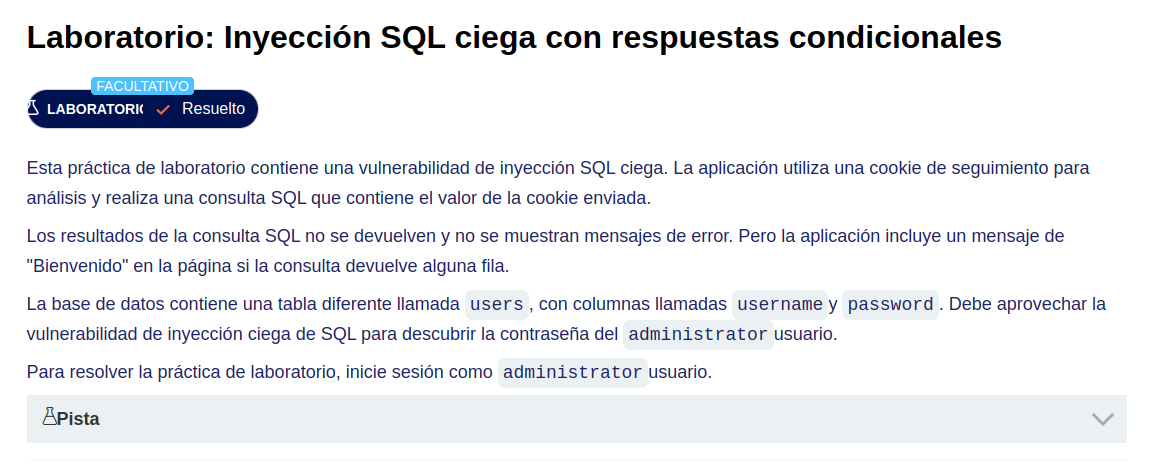 Laboratorio: Inyección SQL ciega con respuestas condicionales
FACULTATIVO
LABORATORIO Resuelto
Esta práctica de laboratorio contiene una vulnerabilidad de inyección SQL ciega. La aplicación utiliza una cookie de seguimiento para
análisis y realiza una consulta SQL que contiene el valor de la cookie enviada.
Los resultados de la consulta SQL no se devuelven y no se muestran mensajes de error. Pero la aplicación incluye un mensaje de
"Bienvenido" en la página si la consulta devuelve alguna fila.
La base de datos contiene una tabla diferente llamada users, con columnas llamadas username y password. Debe aprovechar la
vulnerabilidad de inyección ciega de SQL para descubrir la contraseña del administrator usuario.
Para resolver la práctica de laboratorio, inicie sesión como administrator usuario.
Pista